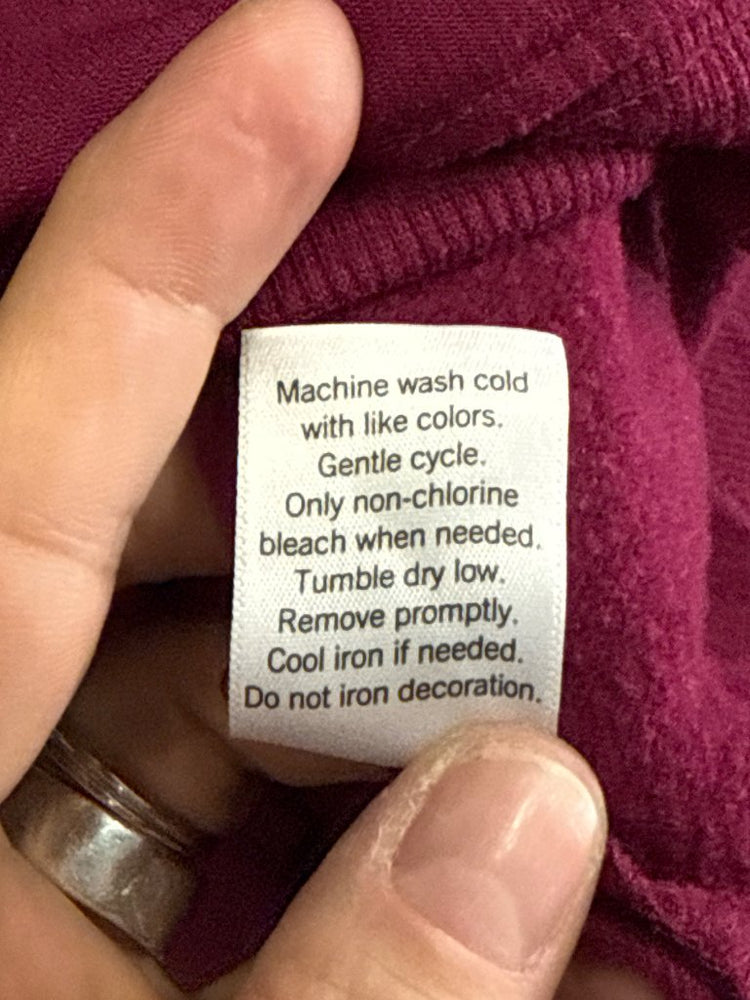 Machine wash cold
with like colors.
Gentle cycle.
Only non-chlorine
bleach when needed.
Tumble dry low.
Remove promptly.
Cool iron if needed.
Do not iron decoration.